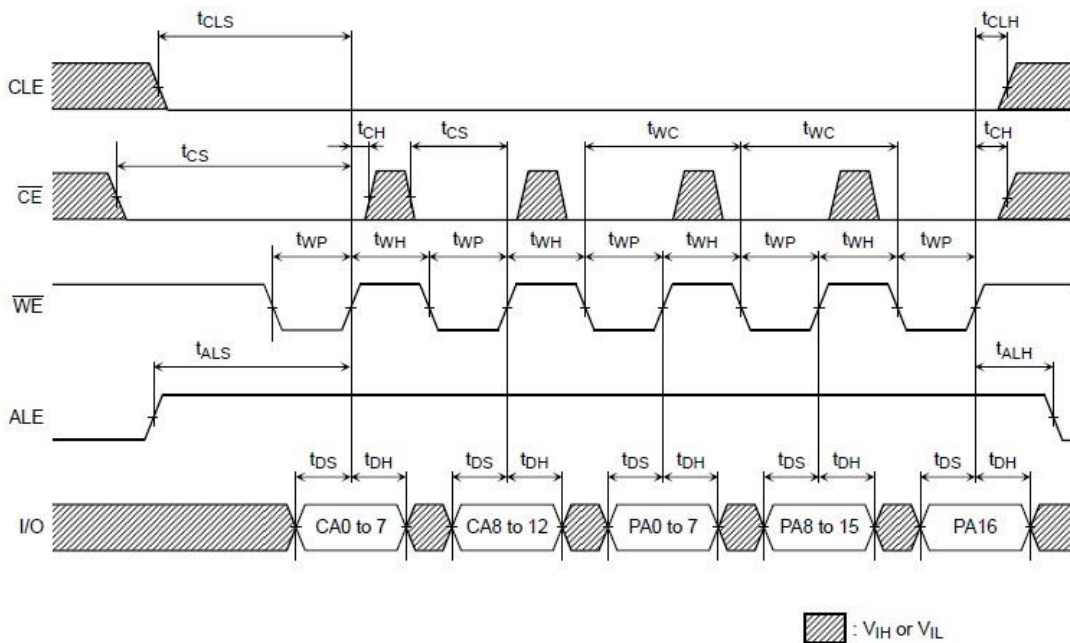 tCLS tCLH
CLE
tCH tCS tWC tWC tCH
tCS
CE
tWP tWH tWP tWH tWP tWH tWP tWH tWP
WE
tALS tALH
ALE
tDS tDH tDS tDH tDS tDH tDS tDH tDS tDH
I/O CA0 to 7 CA8 to 12 PA0 to 7 PA8 to 15 PA16
: VIH or VIL